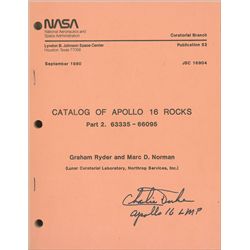 NASA
National Aeronautics and
Space Administration
Lyndon B. Johnson Space Center
Houston, Texas 77058
Curatorial Branch
Publication 52
September 1980
JSC 16904
CATALOG OF APOLLO 16 ROCKS
Part 2. 63335 - 66095
Graham Ryder and Marc D. Norman
(Lunar Curatorial Laboratory, Northrop Services, Inc.)
Charlie Duke
Apollo 16 LMP